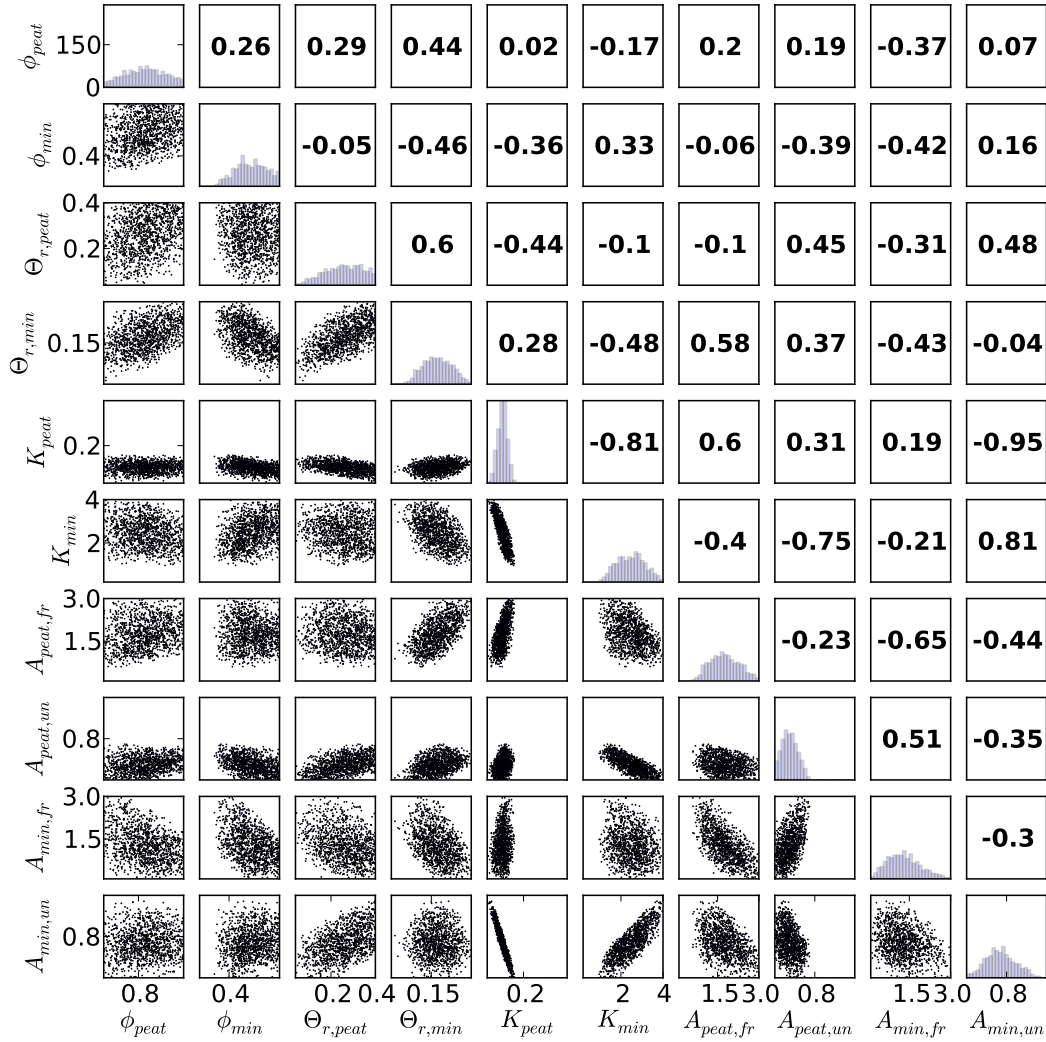 ϕ_peat 150 0 0.26 0.29 0.44 0.02 -0.17 0.2 0.19 -0.37 0.07
ϕ_min 0.4 -0.05 -0.46 -0.36 0.33 -0.06 -0.39 -0.42 0.16
Θ_r,peat 0.4 0.2 0.6 -0.44 -0.1 -0.1 0.45 -0.31 0.48
Θ_r,min 0.15 0.28 -0.48 0.58 0.37 -0.43 -0.04
K_peat 0.2 -0.81 0.6 0.31 0.19 -0.95
K_min 4 2 -0.4 -0.75 -0.21 0.81
A_peat,fr 3.0 1.5 -0.23 -0.65 -0.44
A_peat,un 0.8 0.51 -0.35
A_min,fr 3.0 1.5 -0.3
A_min,un 0.8
0.8 0.4 0.2 0.4 0.15 0.2 2 4 1.5 3.0 0.8 1.5 3.0 0.8
ϕ_peat ϕ_min Θ_r,peat Θ_r,min K_peat K_min A_peat,fr A_peat,un A_min,fr A_min,un